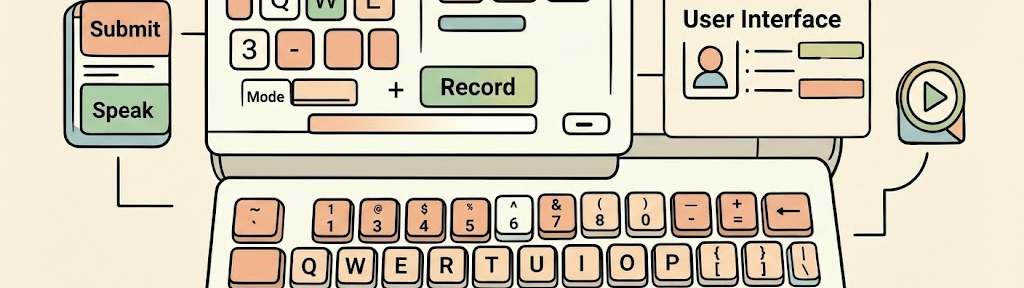 Submit
Speak
Q W E
3 -
Mode + Record
-
User Interface
~ `
! 1 @ 3 $ 4 % 5 ^ 6 & 7 ( 8 ) 0 — - + = ←
Q W E R T U I O P { [ } ] | \